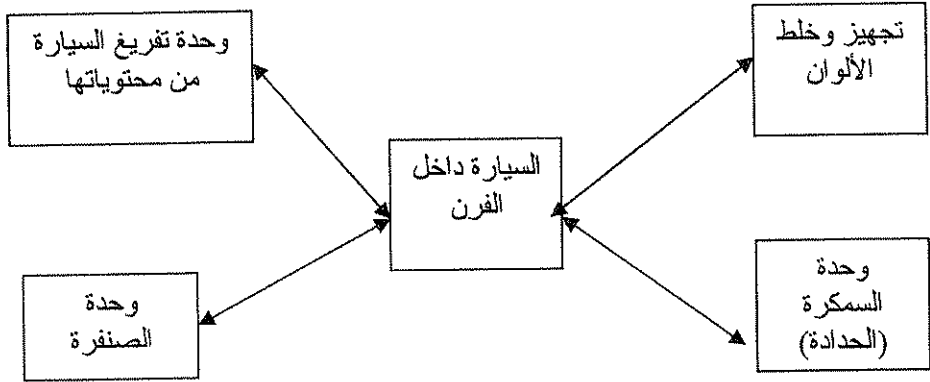 تجهيز وخلط
الألوان
وحدة تفريغ السيارة
من محتوياتها
السيارة داخل
الفرن
وحدة
السمكرة
(الحدادة)
وحدة
الصنفرة